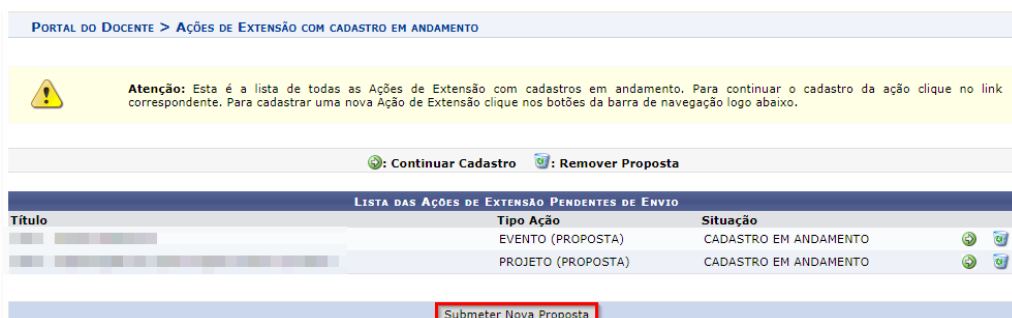 PORTAL DO DOCENTE > AÇÕES DE EXTENSÃO COM CADASTRO EM ANDAMENTO
Atenção: Esta é a lista de todas as Ações de Extensão com cadastros em andamento. Para continuar o cadastro da ação clique no link
correspondente. Para cadastrar uma nova Ação de Extensão clique nos botões da barra de navegação logo abaixo.
: Continuar Cadastro : Remover Proposta
LISTA DAS AÇÕES DE EXTENSÃO PENDENTES DE ENVIO
Título Tipo Ação Situação
EVENTO (PROPOSTA) CADASTRO EM ANDAMENTO
PROJETO (PROPOSTA) CADASTRO EM ANDAMENTO
Submeter Nova Proposta